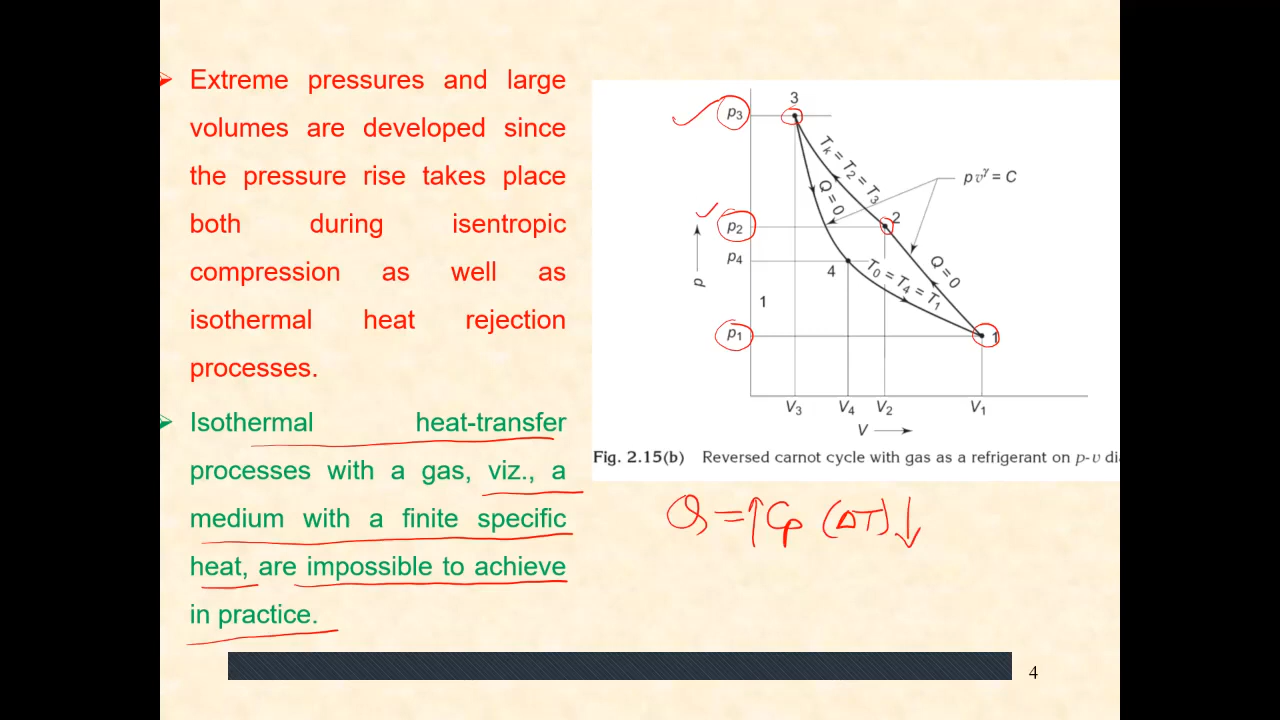 Extreme pressures and large
volumes are developed since
the pressure rise takes place
both during isentropic
compression as well as
isothermal heat rejection
processes.
Isothermal heat-transfer
processes with a gas, viz., a
medium with a finite specific
heat, are impossible to achieve
in practice.
3
p₃
Tₖ = T₂ = T₃
pvᵞ = C
Q = 0
2
p₂
p₄
4
T₀ = T₄ = T₁
Q = 0
p
1
p₁
1
V₃ V₄ V₂ V₁
V
Fig. 2.15(b) Reversed carnot cycle with gas as a refrigerant on p-v
Q = ↑ Cp (ΔT) ↓
4